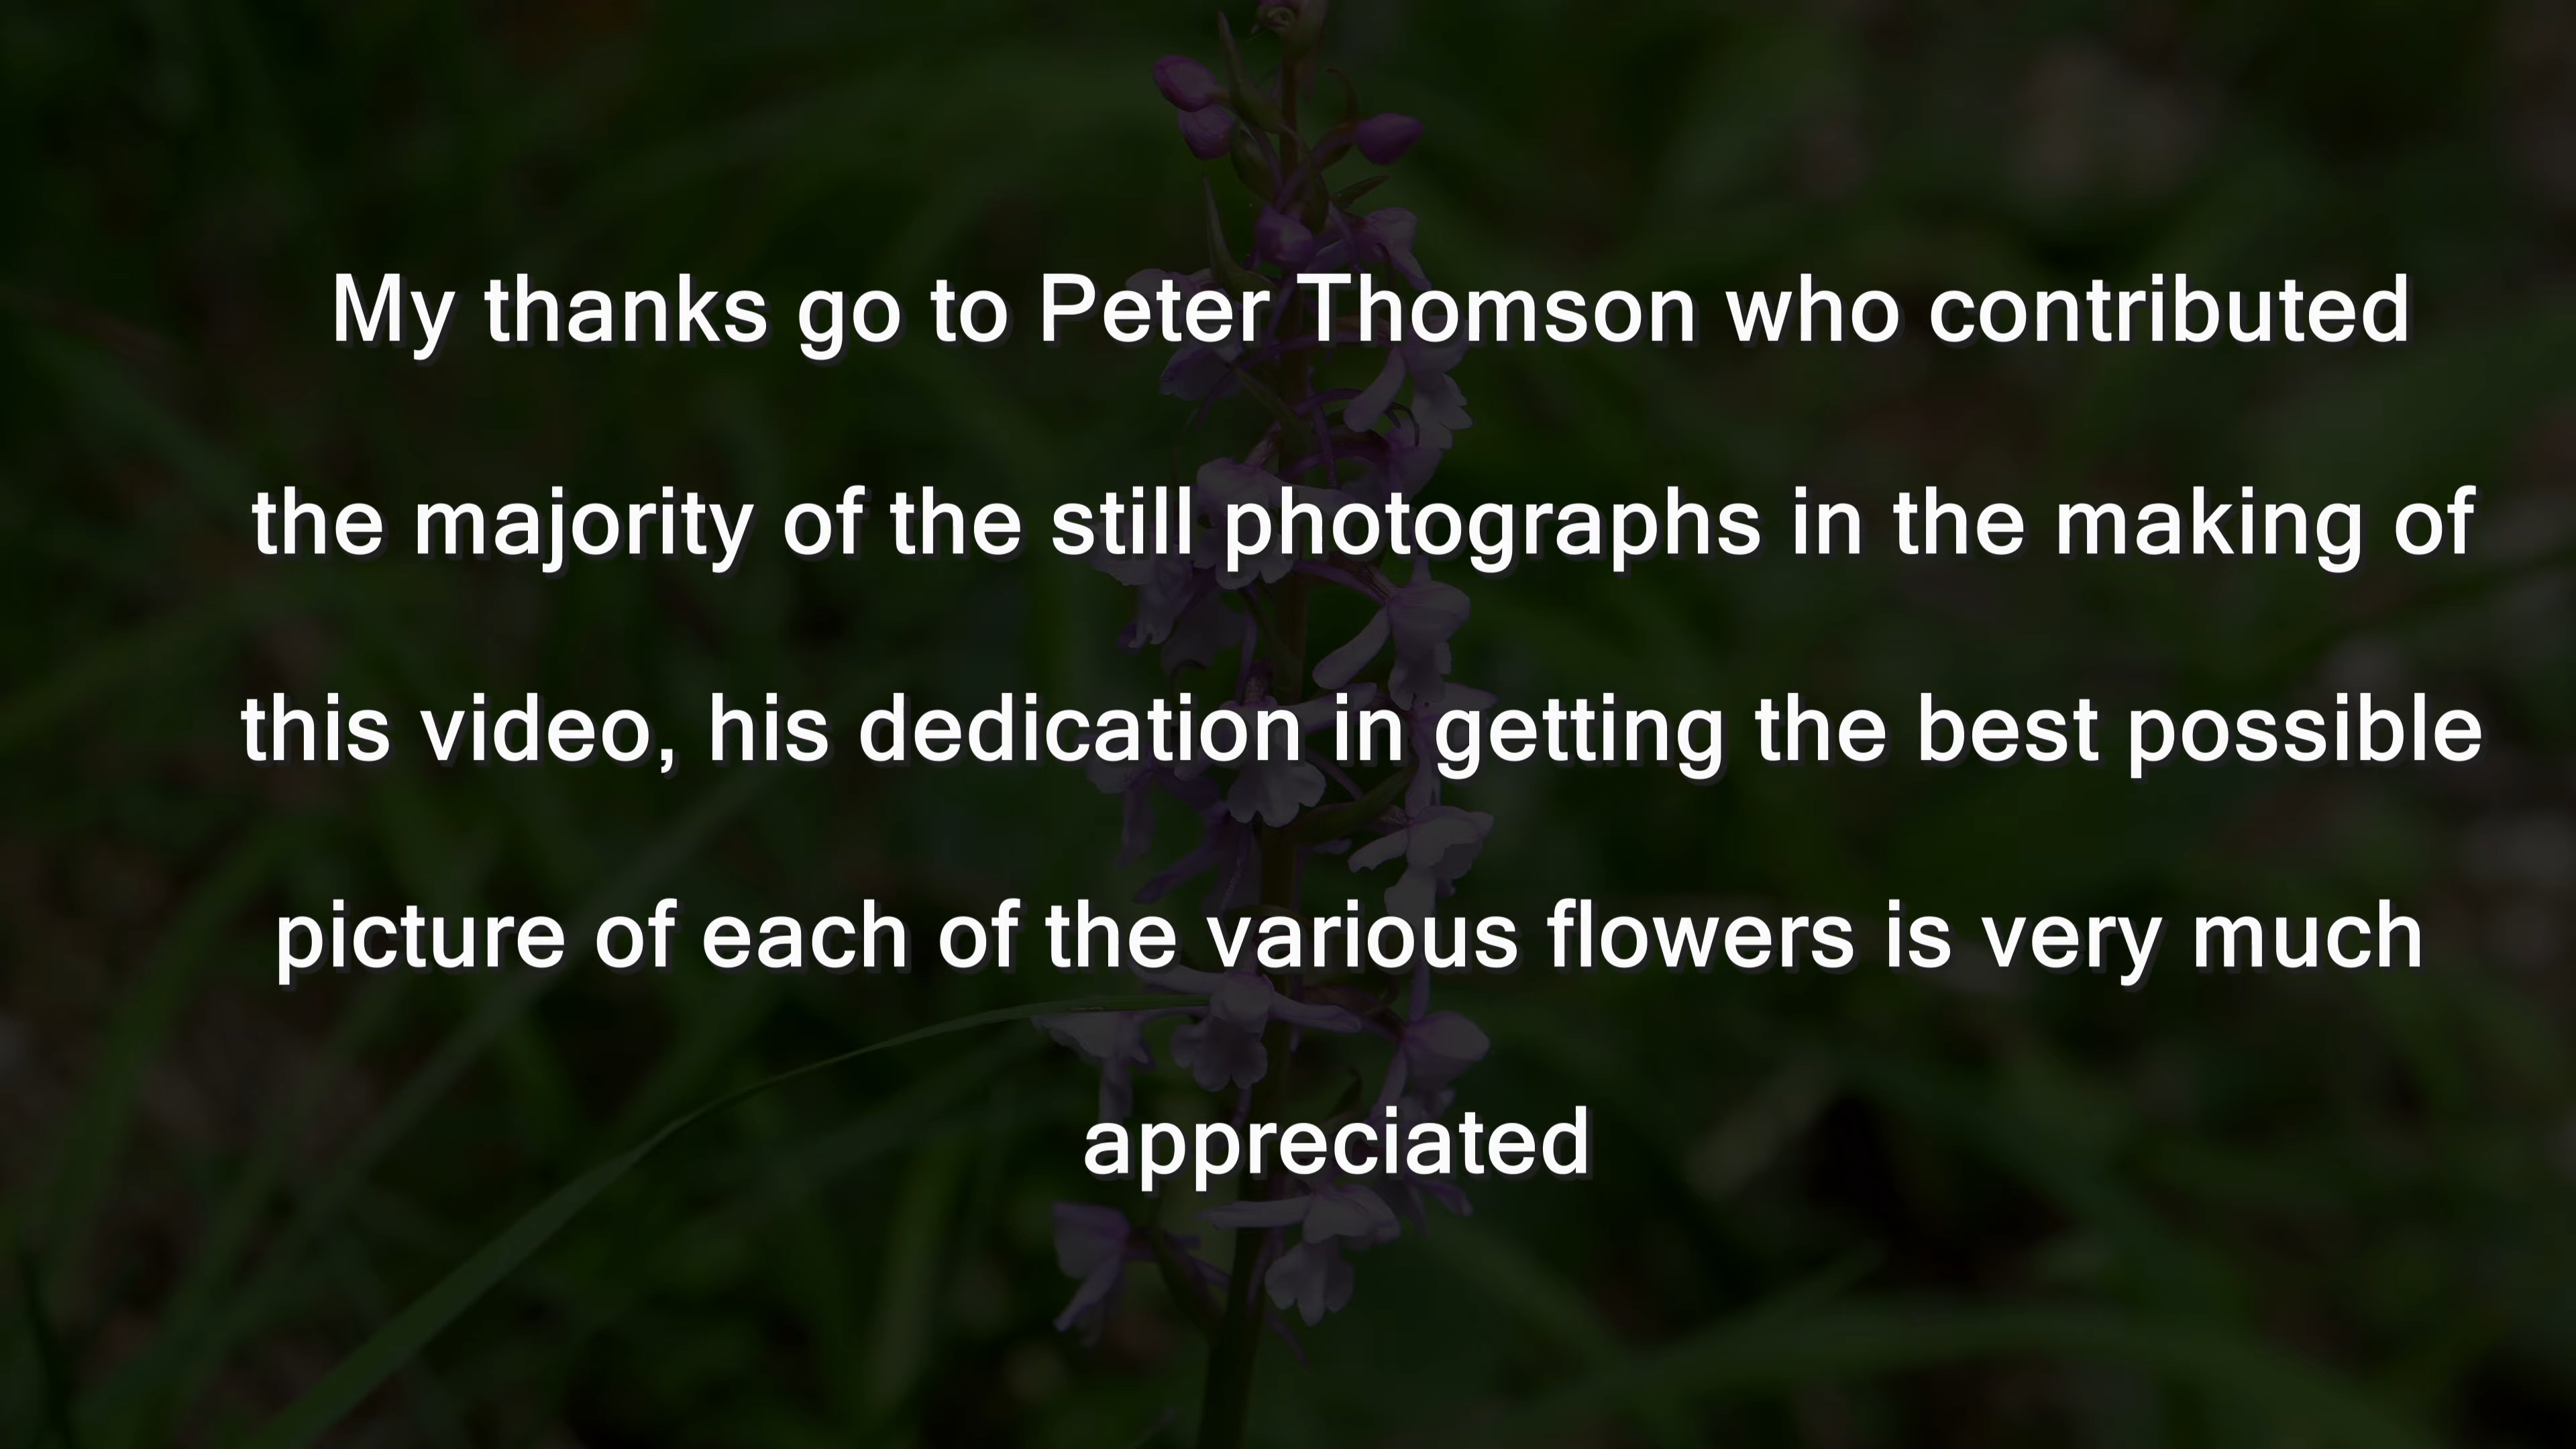 My thanks go to Peter Thomson who contributed
the majority of the still photographs in the making of
this video, his dedication in getting the best possible
picture of each of the various flowers is very much
appreciated